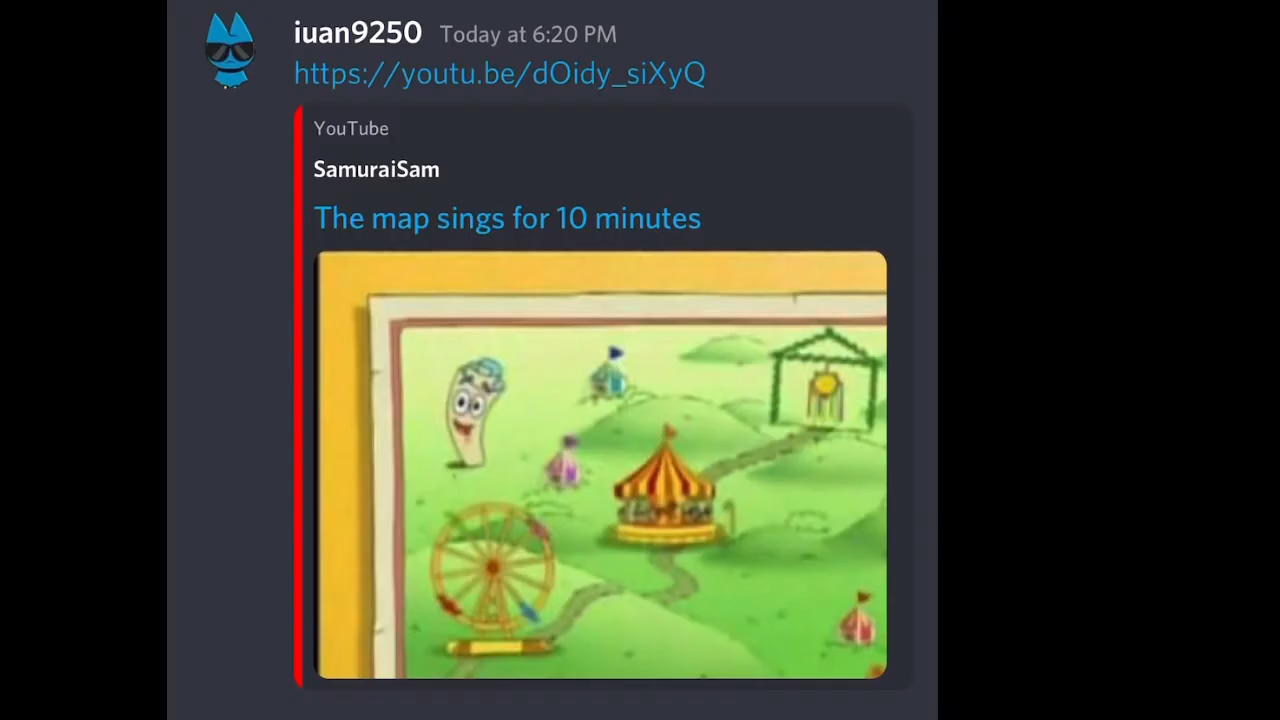 iuan9250 Today at 6:20 PM
https://youtu.be/dOidy_siXyQ
YouTube
SamuraiSam
The map sings for 10 minutes